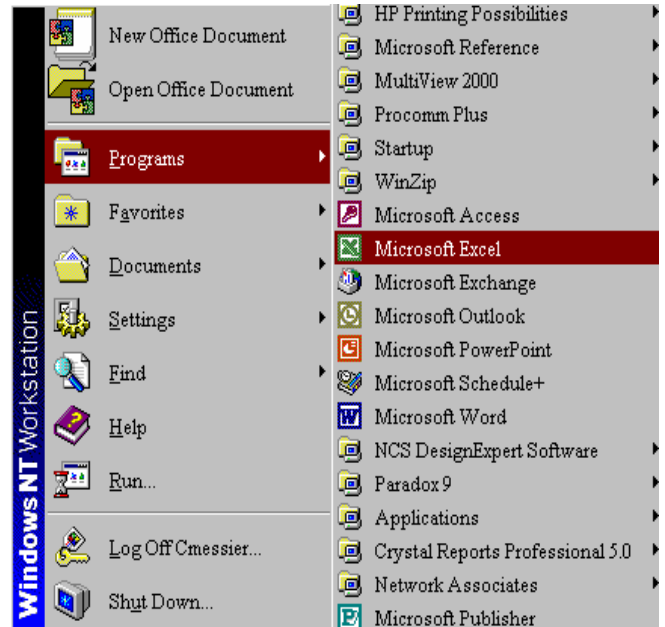 New Office Document
Open Office Document
Programs
Favorites
Documents
Settings
Find
Help
Run...
Log Off Cmessier...
Shut Down...
Windows NT Workstation
HP Printing Possibilities
Microsoft Reference
MultiView 2000
Procomm Plus
Startup
WinZip
Microsoft Access
Microsoft Excel
Microsoft Exchange
Microsoft Outlook
Microsoft PowerPoint
Microsoft Schedule+
Microsoft Word
NCS DesignExpert Software
Paradox 9
Applications
Crystal Reports Professional 5.0
Network Associates
Microsoft Publisher